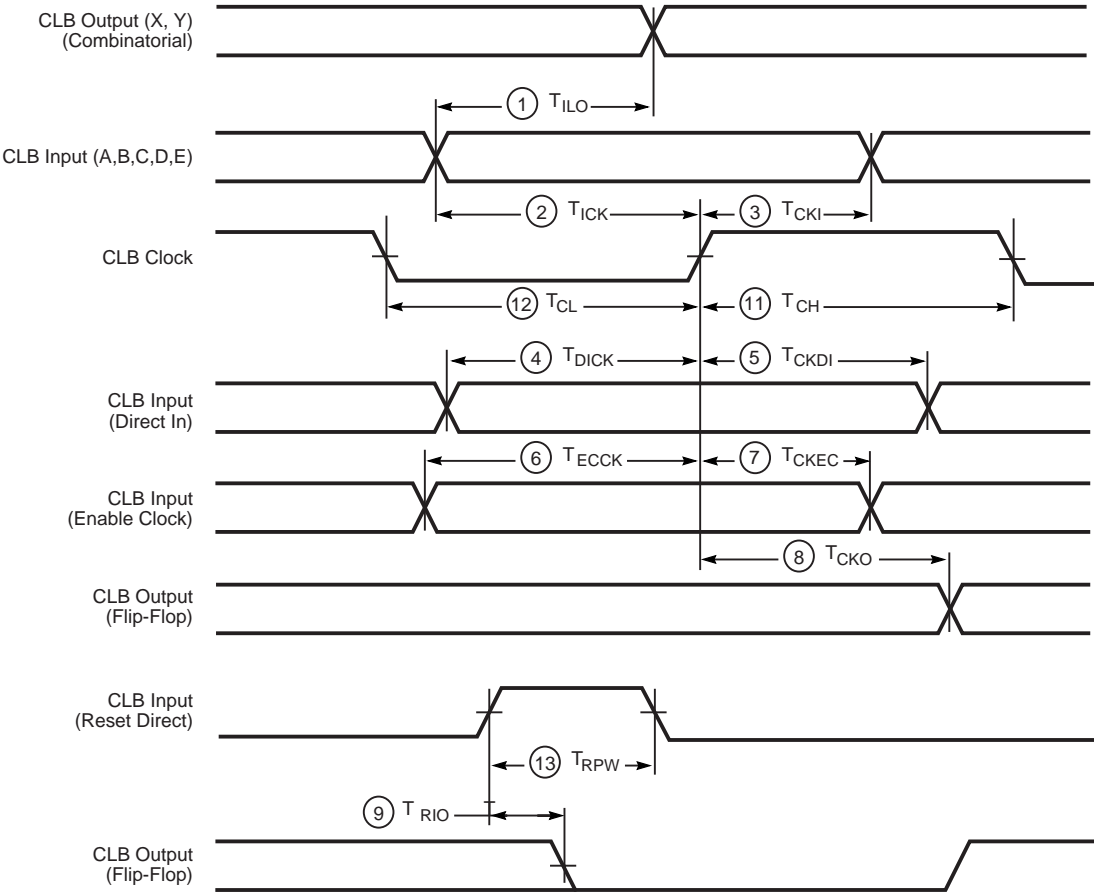 CLB Output (X, Y)
(Combinatorial)
1 TILO
CLB Input (A,B,C,D,E)
2 TICK
3 TCKI
CLB Clock
12 TCL
11 TCH
4 TDICK
5 TCKDI
CLB Input
(Direct In)
6 TECCK
7 TCKEC
CLB Input
(Enable Clock)
8 TCKO
CLB Output
(Flip-Flop)
CLB Input
(Reset Direct)
13 TRPW
9 T RIO
T
CLB Output
(Flip-Flop)